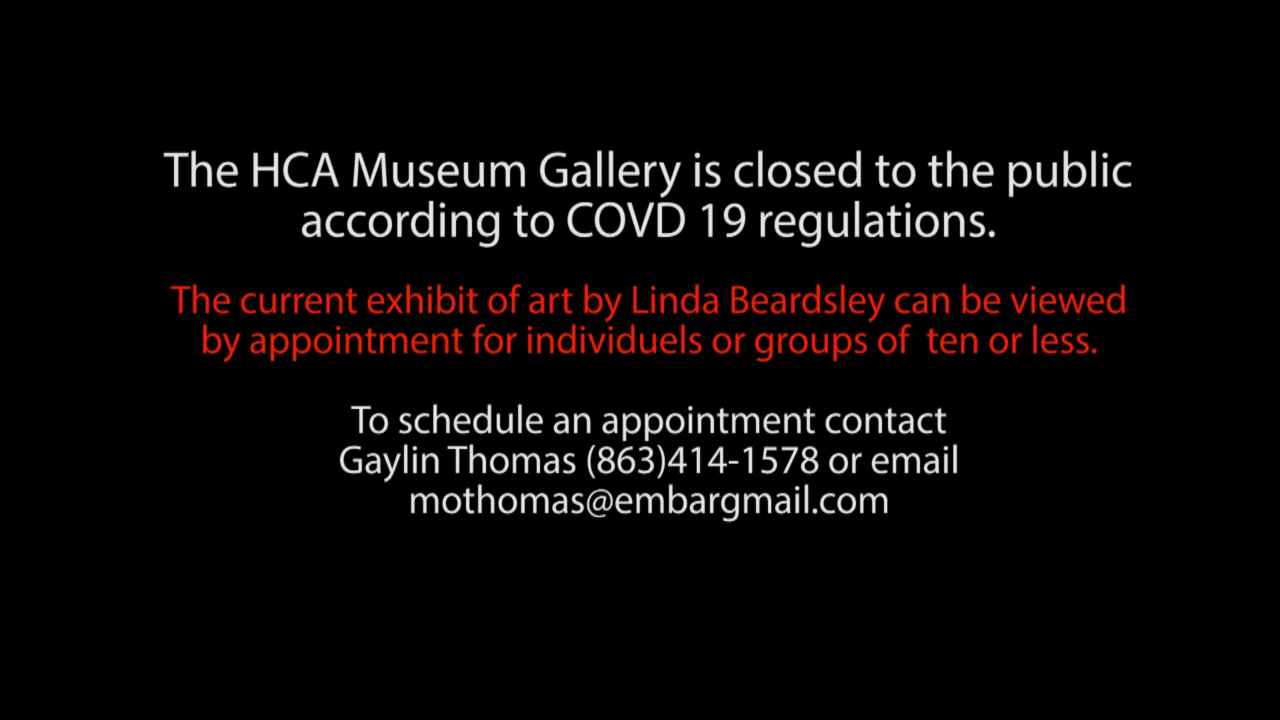 The HCA Museum Gallery is closed to the public
according to COVD 19 regulations.
The current exhibit of art by Linda Beardsley can be viewed
by appointment for individuels or groups of  ten or less.
To schedule an appointment contact
Gaylin Thomas (863)414-1578 or email
mothomas@embargmail.com